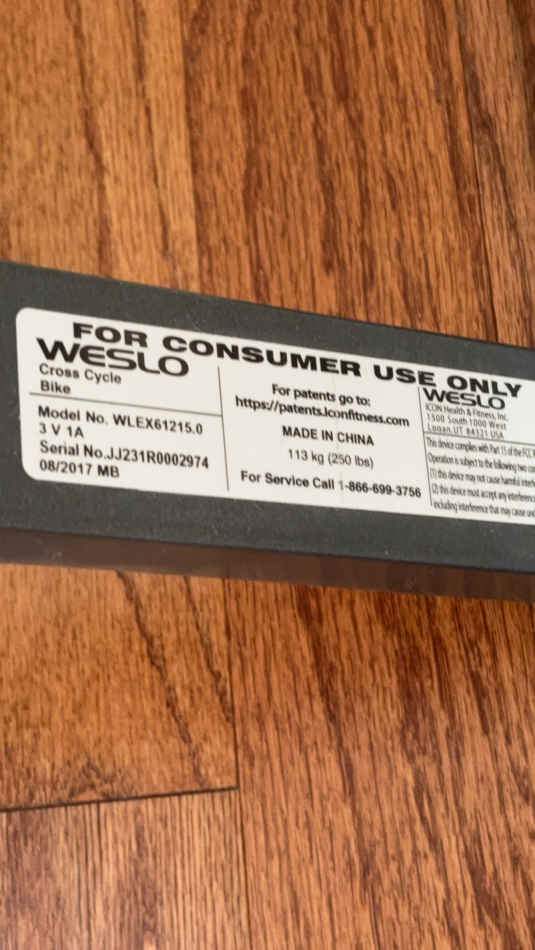 FOR CONSUMER USE ONLY
WESLO
Cross Cycle
Bike
Model No. WLEX61215.0
3 V 1A
Serial No.JJ231R0002974
08/2017 MB
For patents go to:
https://patents.iconfitness.com
MADE IN CHINA
113 kg (250 lbs)
For Service Call 1-866-699-3756
WESLO
ICON Health & Fitness, Inc.
1500 South 1000 West
Logan, UT 84321 USA
This device complies with Part 15 of the FCC
Operation is subject to the following two
(1) this device may not cause harmful
(2) this device must accept any interference
including interference that may cause